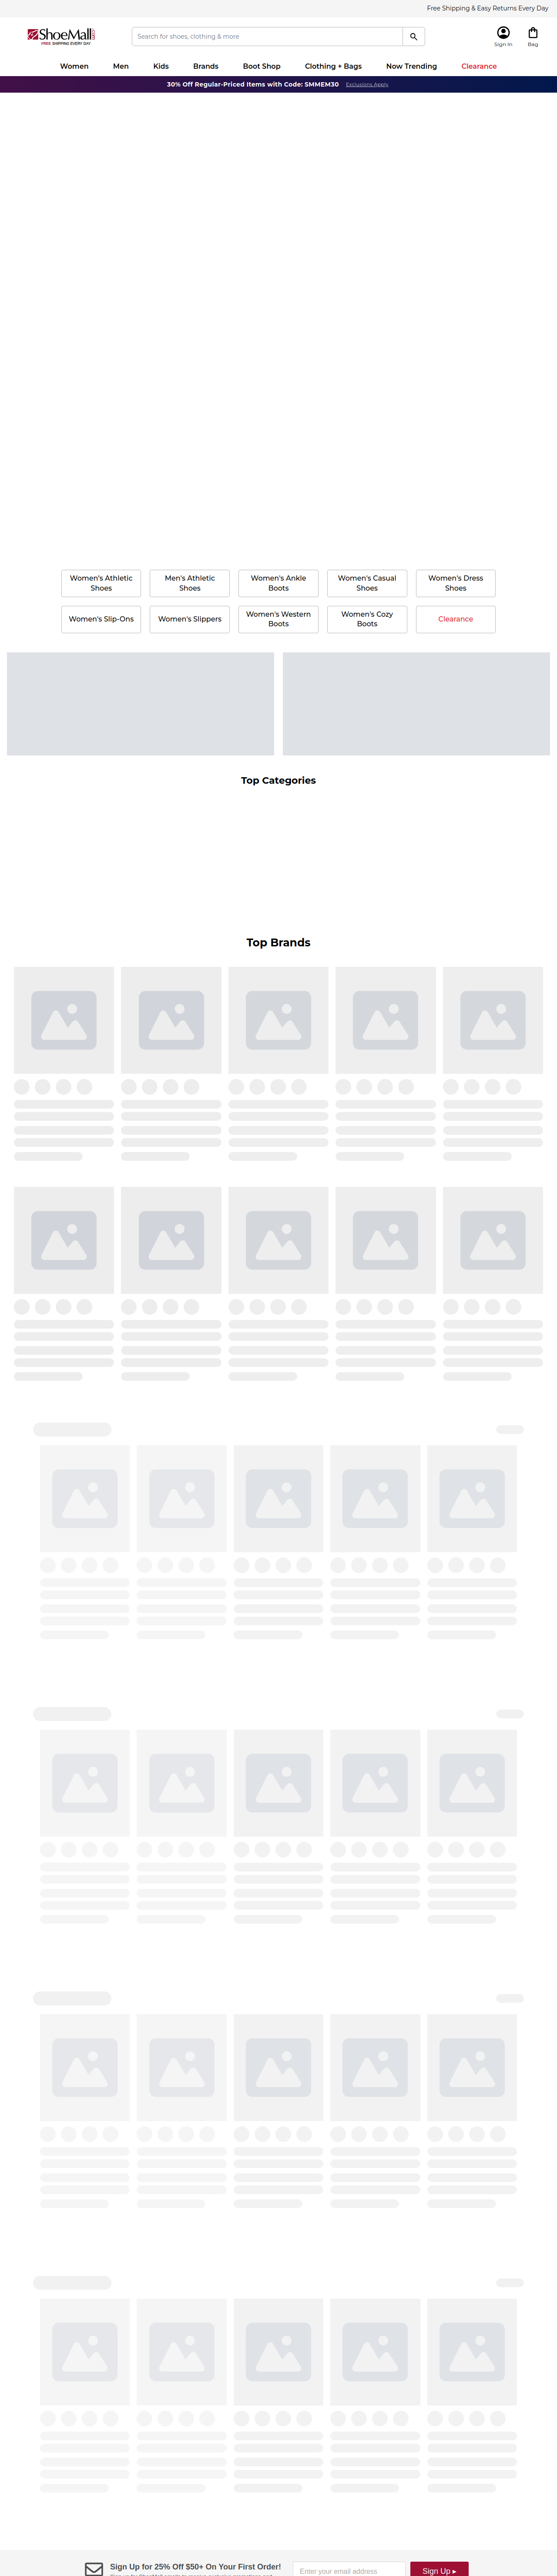 Free Shipping & Easy Returns Every Day
ShoeMall.com
FREE SHIPPING EVERY DAY
Search for shoes, clothing & more
Sign In
Bag
Women Men Kids Brands Boot Shop Clothing + Bags Now Trending Clearance
30% Off Regular-Priced Items with Code: SMMEM30 Exclusions Apply
Women's Athletic
Shoes
Men's Athletic
Shoes
Women's Ankle
Boots
Women's Casual
Shoes
Women's Dress
Shoes
Women's Slip-Ons
Women's Slippers
Women's Western
Boots
Women's Cozy
Boots
Clearance
Top Categories
Top Brands
Sign Up for 25% Off $50+ On Your First Order!
Enter your email address
Sign Up ▸